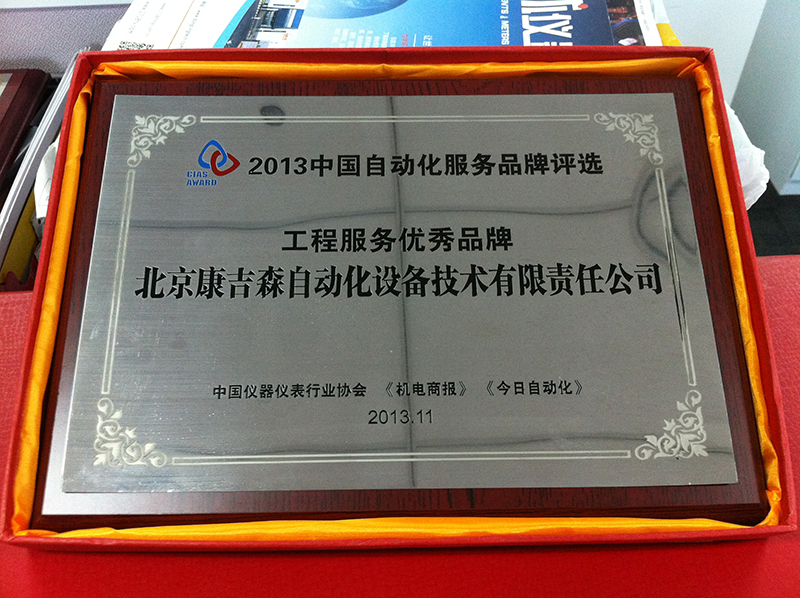 CIAS
AWARD
2013中国自动化服务品牌评选
工程服务优秀品牌
北京康吉森自动化设备技术有限责任公司
中国仪器仪表行业协会 《机电商报》 《今日自动化》
2013.11